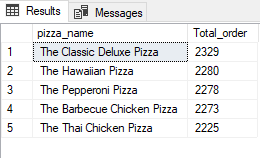 Results Messages
pizza_name Total_order
1 The Classic Deluxe Pizza 2329
2 The Hawaiian Pizza 2280
3 The Pepperoni Pizza 2278
4 The Barbecue Chicken Pizza 2273
5 The Thai Chicken Pizza 2225